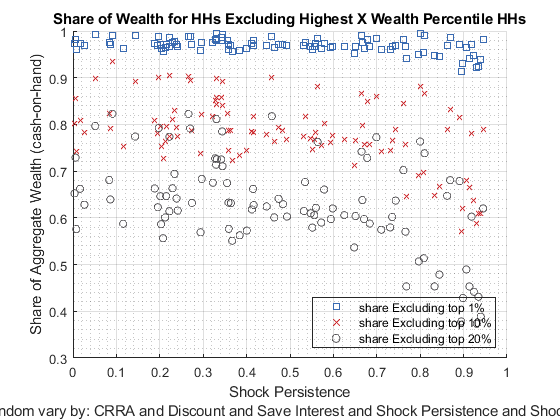 Share of Wealth for HHs Excluding Highest X Wealth Percentile HHs
Share of Aggregate Wealth (cash-on-hand)
1
0.9
0.8
0.7
0.6
0.5
0.4
0.3
share Excluding top 1%
share Excluding top 10%
share Excluding top 20%
0
0.1
0.2
0.3
0.4
0.5
0.6
0.7
0.8
0.9
1
Shock Persistence
ndom vary by: CRRA and Discount and Save Interest and Shock Persistence and Sho